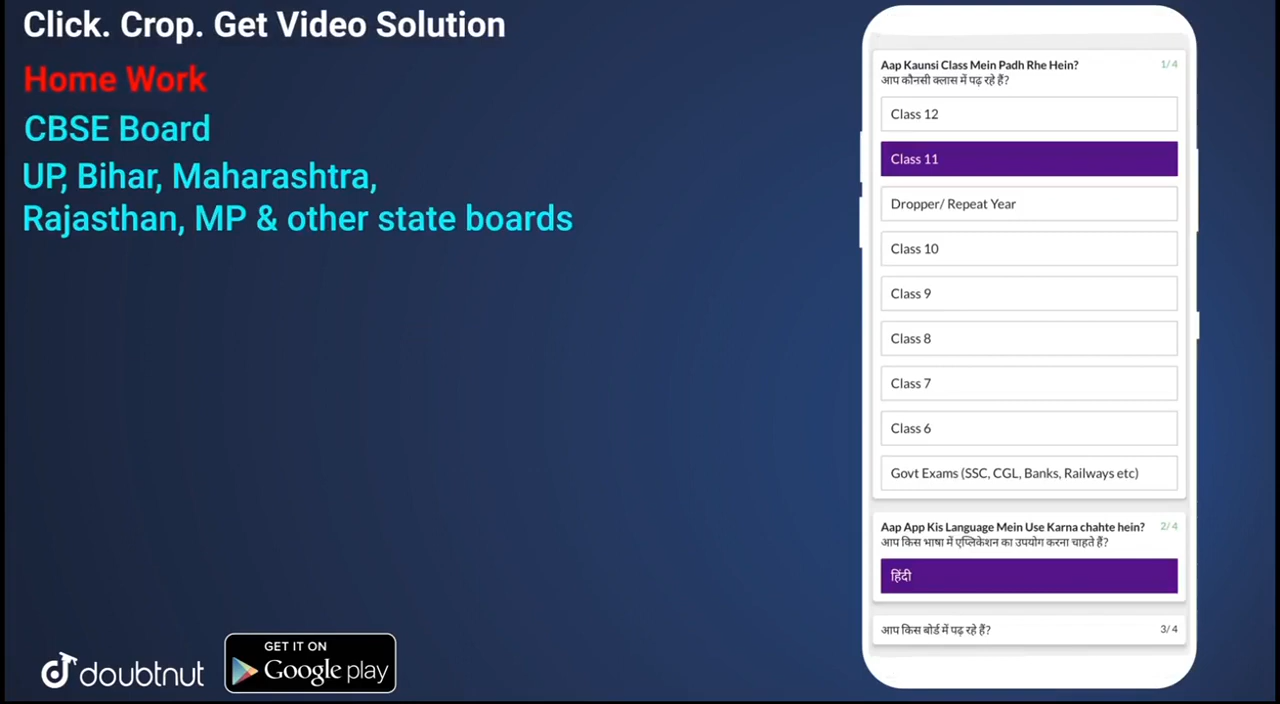 Click. Crop. Get Video Solution
Home Work
CBSE Board
UP, Bihar, Maharashtra,
Rajasthan, MP & other state boards
doubtnut
GET IT ON
Google play
Aap Kaunsi Class Mein Padh Rhe Hein? 1/4
आप कौनसी क्लास में पढ़ रहे हैं?
Class 12
Class 11
Dropper/ Repeat Year
Class 10
Class 9
Class 8
Class 7
Class 6
Govt Exams (SSC, CGL, Banks, Railways etc)
Aap App Kis Language Mein Use Karna chahte hein? 2/4
आप किस भाषा में एप्लिकेशन का उपयोग करना चाहते हैं?
हिंदी
आप किस बोर्ड में पढ़ रहे हैं? 3/4